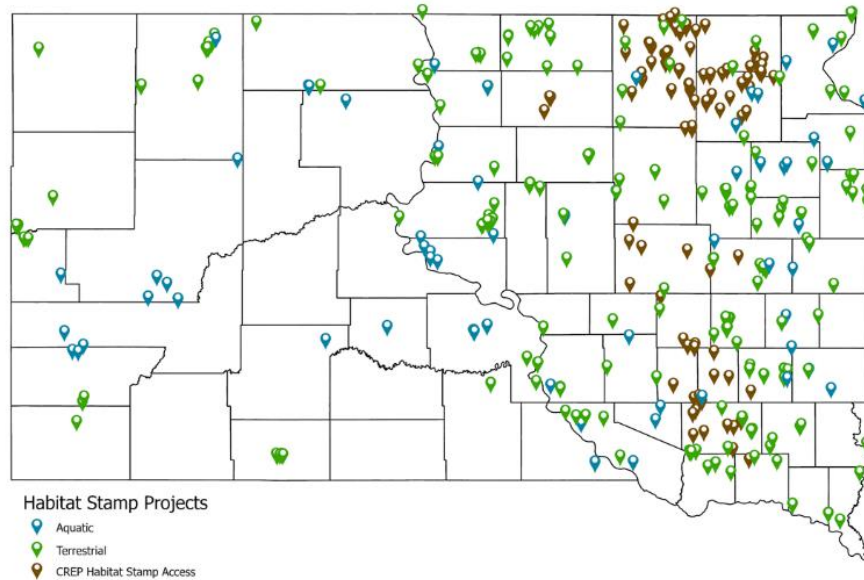 Habitat Stamp Projects
Aquatic
Terrestrial
CREP Habitat Stamp Access